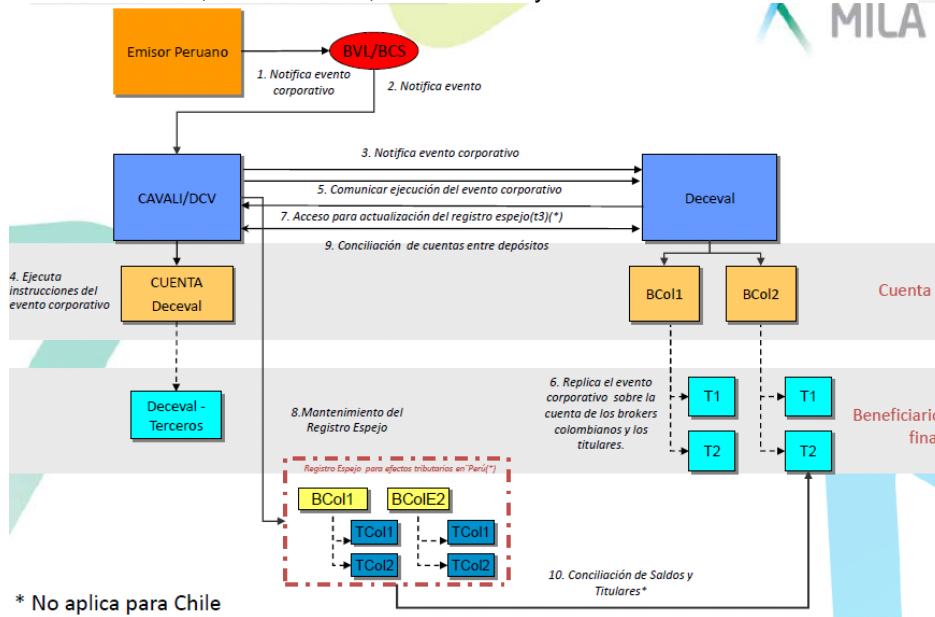 MILA
Emisor Peruano
BVL/BCS
1. Notifica evento
corporativo
2. Notifica evento
3. Notifica evento corporativo
CAVALI/DCV
5. Comunicar ejecución del evento corporativo
Deceval
7. Acceso para actualización del registro espejo(t3)(*)
9. Conciliación de cuentas entre depósitos
4. Ejecuta
instrucciones del
evento corporativo
CUENTA
Deceval
BCol1
BCol2
Cuenta
Deceval -
Terceros
8.Mantenimiento del
Registro Espejo
6. Replica el evento
corporativo sobre la
cuenta de los brokers
colombianos y los
titulares.
T1
T1
T2
T2
Beneficiario
fina
Registro Espejo para efectos tributarios en¨Perú(*)
BCol1
BColE2
TCol1
TCol1
TCol2
TCol2
10. Conciliación de Saldos y
Titulares*
* No aplica para Chile